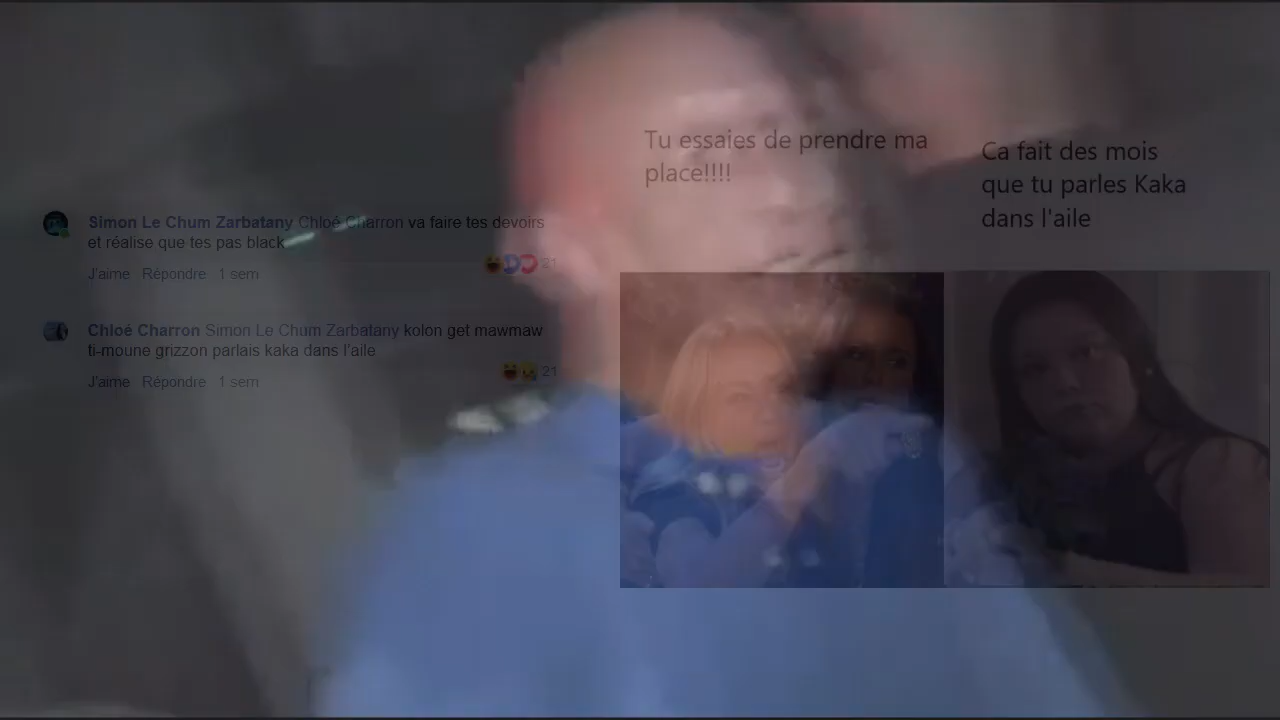 Simon Le Chum Zarbatany Chloé Charron va faire tes devoirs
et réalise que tes pas black
J'aime Répondre 1 sem
21
Chloé Charron Simon Le Chum Zarbatany kolon get mawmaw
ti-moune grizzon parlais kaka dans l'aile
J'aime Répondre 1 sem
21
Tu essaies de prendre ma
place!!!!
Ca fait des mois
que tu parles Kaka
dans l'aile